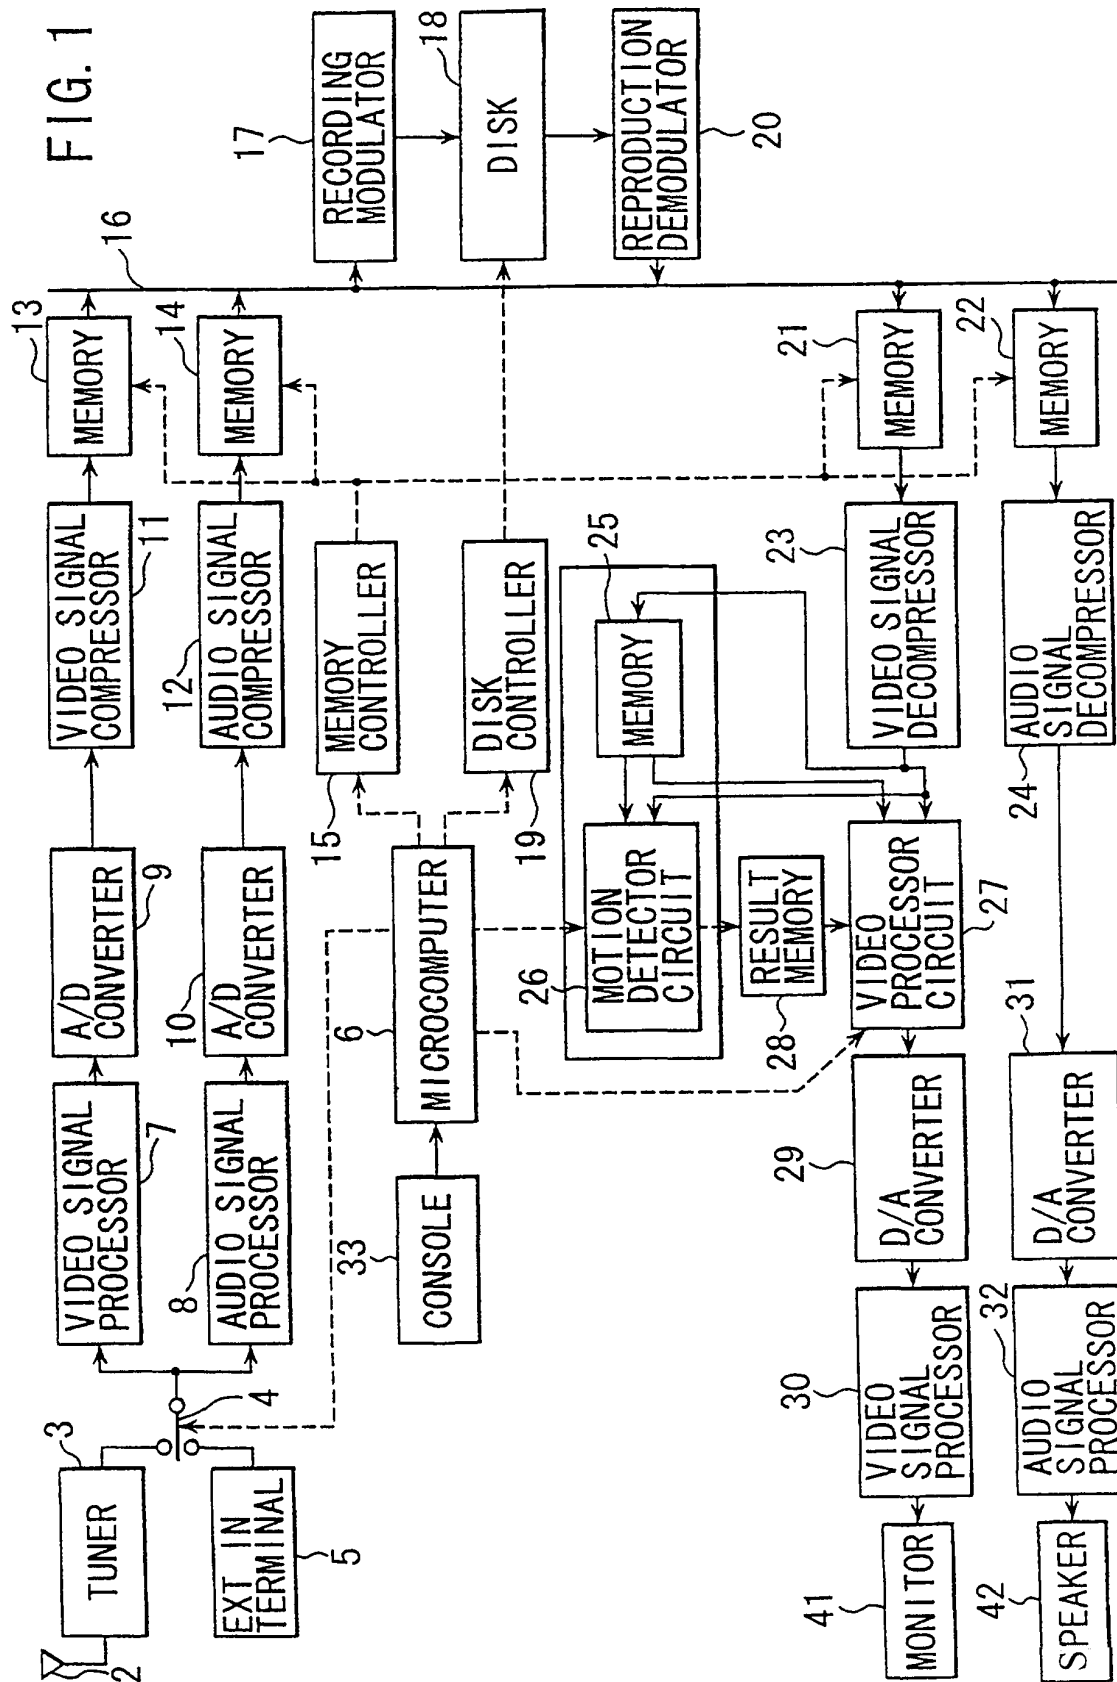 FIG. 1
2
3
TUNER
EXT IN
TERMINAL
5
4
VIDEO SIGNAL
PROCESSOR
7
8
AUDIO SIGNAL
PROCESSOR
A/D
CONVERTER
9
10
A/D
CONVERTER
VIDEO SIGNAL
COMPRESSOR
11
12
AUDIO SIGNAL
COMPRESSOR
13
MEMORY
14
MEMORY
16
17
RECORDING
MODULATOR
18
DISK
REPRODUCTION
DEMODULATOR
20
33
CONSOLE
6
MICROCOMPUTER
15
MEMORY
CONTROLLER
DISK
CONTROLLER
19
25
MEMORY
26
MOTION
DETECTOR
CIRCUIT
RESULT
MEMORY
28
VIDEO
PROCESSOR
CIRCUIT
27
21
MEMORY
22
MEMORY
23
VIDEO SIGNAL
DECOMPRESSOR
24
AUDIO
SIGNAL
DECOMPRESSOR
29
D/A
CONVERTER
31
D/A
CONVERTER
30
VIDEO
SIGNAL
PROCESSOR
32
AUDIO
SIGNAL
PROCESSOR
41
MONITOR
42
SPEAKER